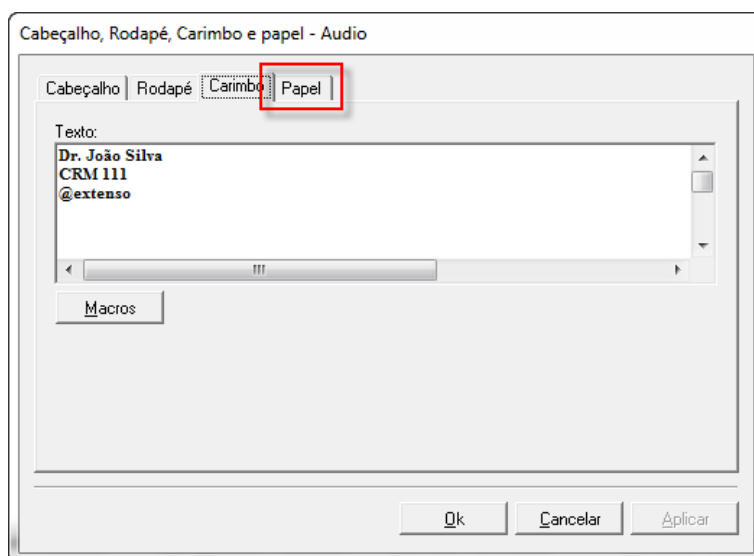 Cabeçalho, Rodapé, Carimbo e papel - Audio
Cabeçalho Rodapé Carimbo Papel
Texto:
Dr. João Silva
CRM 111
@extenso
Macros
Ok Cancelar Aplicar